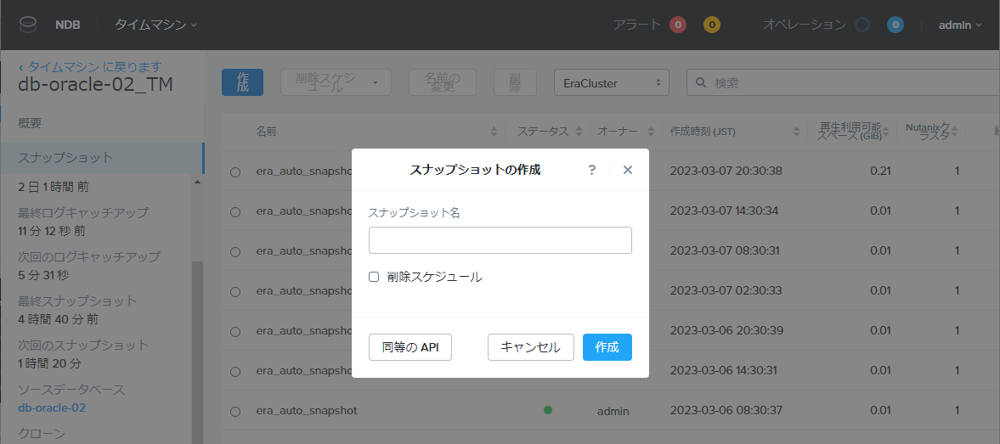 NDB タイムマシン アラート 0 0 オペレーション 0 admin
‹ タイムマシン に戻ります
db-oracle-02_TM
概要
スナップショット
2 日 1 時間 前
最終ログキャッチアップ
11 分 12 秒 前
次回のログキャッチアップ
5 分 31 秒
最終スナップショット
4 時間 40 分 前
次回のスナップショット
1 時間 20 分
ソースデータベース
db-oracle-02
クローン
作
成
削除スケジ
ュール
名前の
変更
削
除
EraCluster
検索
名前 ステータス オーナー 作成時刻 (JST) 再生利用可能
スペース (GiB)
Nutanixク
ラスタ
era_auto_snapsho 2023-03-07 20:30:38 0.21 1
era_auto_snapsho 2023-03-07 14:30:34 0.01 1
era_auto_snapsho 2023-03-07 08:30:31 0.01 1
era_auto_snapsho 2023-03-07 02:30:33 0.01 1
era_auto_snapsho 2023-03-06 20:30:39 0.01 1
era_auto_snapsho 2023-03-06 14:30:31 0.01 1
era_auto_snapshot admin 2023-03-06 08:30:37 0.01 1
スナップショットの作成 ? ×
スナップショット名
削除スケジュール
同等の API キャンセル 作成